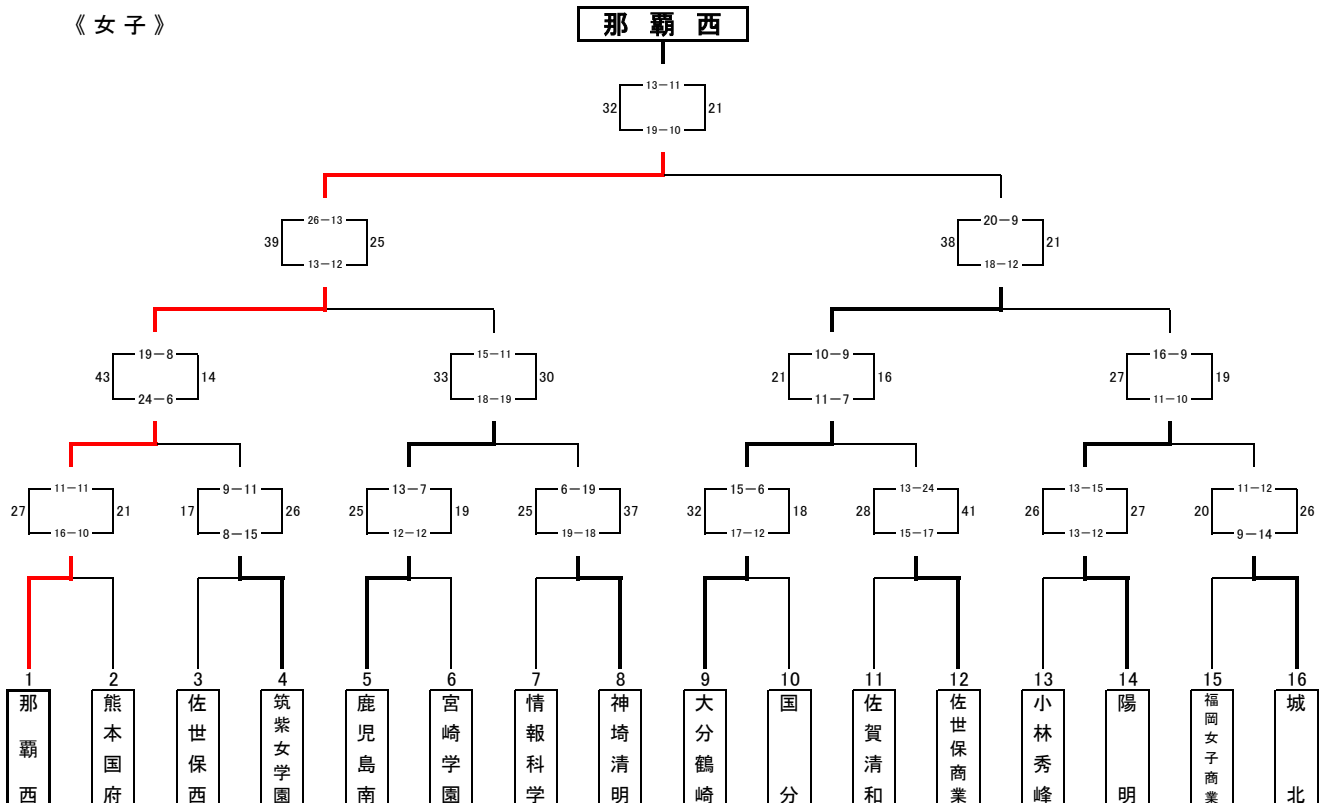 《女子》
那覇西
13－11
32 21
19－10
26－13 20－9
39 25 38 21
13－12 18－12
19－8 15－11 10－9 16－9
43 14 33 30 21 16 27 19
24－6 18－19 11－7 11－10
11－11 9－11 13－7 6－19 15－6 13－24 13－15 11－12
27 21 17 26 25 19 25 37 32 18 28 41 26 27 20 26
16－10 8－15 12－12 19－18 17－12 15－17 13－12 9－14
1 2 3 4 5 6 7 8 9 10 11 12 13 14 15 16
那覇西
熊本国府
佐世保西
筑紫女学園
鹿児島南
宮崎学園
情報科学
神埼清明
大分鶴崎
国分
佐賀清和
佐世保商業
小林秀峰
陽明
福岡女子商業
城北